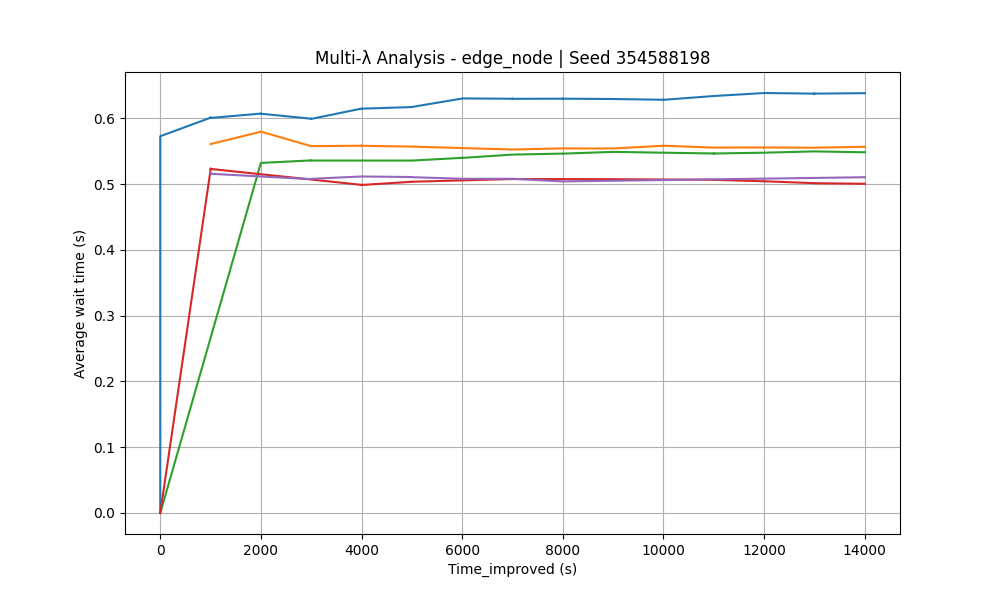 Multi-λ Analysis - edge_node | Seed 354588198
Average wait time (s)
0.6
0.5
0.4
0.3
0.2
0.1
0.0
0 2000 4000 6000 8000 10000 12000 14000
Time_improved (s)